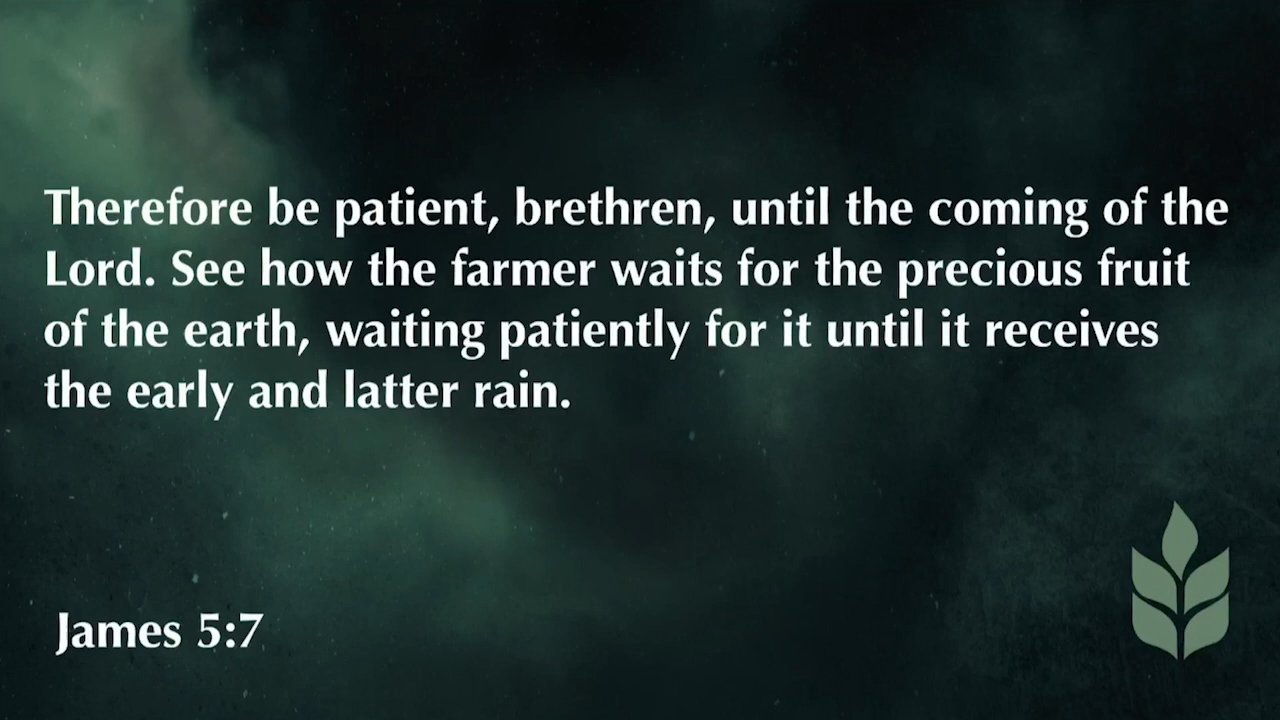 Therefore be patient, brethren, until the coming of the
Lord. See how the farmer waits for the precious fruit
of the earth, waiting patiently for it until it receives
the early and latter rain.
James 5:7